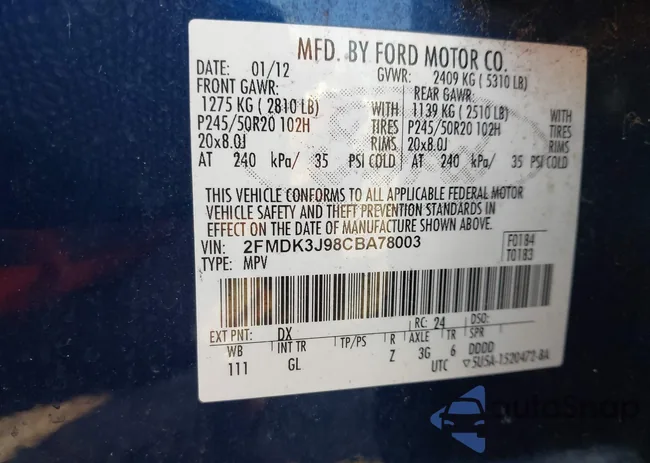 MFD. BY FORD MOTOR CO.
DATE: 01/12 GVWR: 2409 KG ( 5310 LB)
FRONT GAWR: REAR GAWR:
1275 KG ( 2810 LB) WITH 1139 KG ( 2510 LB) WITH
P245/50R20 102H TIRES P245/50R20 102H TIRES
20x8.0J RIMS 20x8.0J RIMS
AT 240 kPa/ 35 PSI COLD AT 240 kPa/ 35 PSI COLD
THIS VEHICLE CONFORMS TO ALL APPLICABLE FEDERAL MOTOR
VEHICLE SAFETY AND THEFT PREVENTION STANDARDS IN
EFFECT ON THE DATE OF MANUFACTURE SHOWN ABOVE.
VIN: 2FMDK3J98CBA78003 F0184
TYPE: MPV T0183
EXT PNT: DX RC: 24 DSO:
WB INT TR TP/PS R AXLE TR SPR
111 GL Z 3G 6 DDDD
UTC ▽5U5A-1520472-BA
AutoSnap